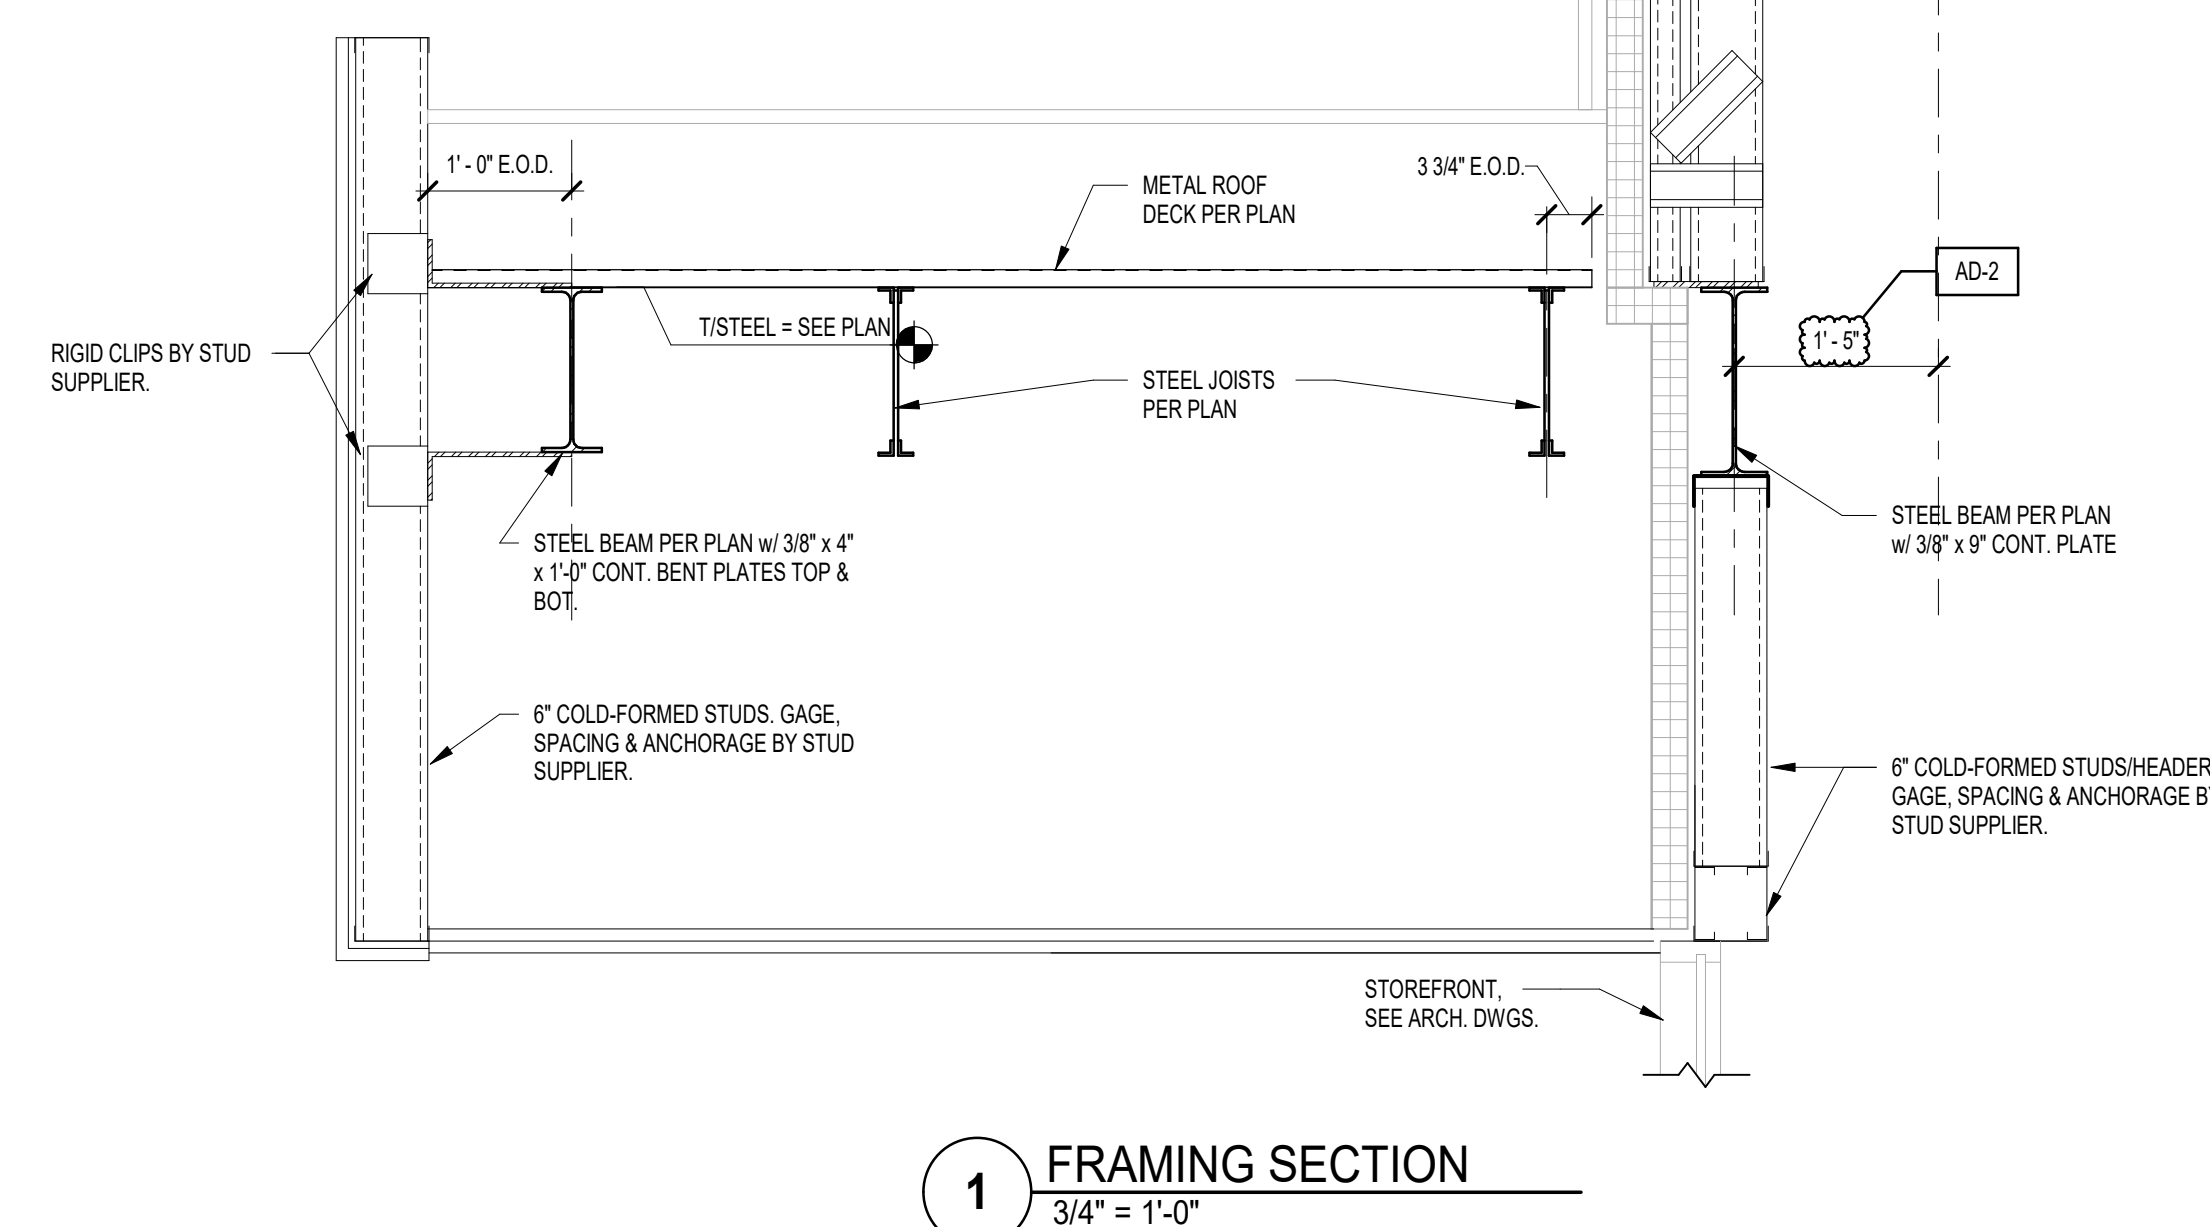 1' - 0" E.O.D.
3 3/4" E.O.D.
METAL ROOF
DECK PER PLAN
AD-2
T/STEEL = SEE PLAN
1' - 5"
RIGID CLIPS BY STUD
SUPPLIER.
STEEL JOISTS
PER PLAN
STEEL BEAM PER PLAN w/ 3/8" x 4"
x 1'-0" CONT. BENT PLATES TOP &
BOT.
STEEL BEAM PER PLAN
w/ 3/8" x 9" CONT. PLATE
6" COLD-FORMED STUDS. GAGE,
SPACING & ANCHORAGE BY STUD
SUPPLIER.
6" COLD-FORMED STUDS/HEADER
GAGE, SPACING & ANCHORAGE BY
STUD SUPPLIER.
STOREFRONT,
SEE ARCH. DWGS.
1
FRAMING SECTION
3/4" = 1'-0"